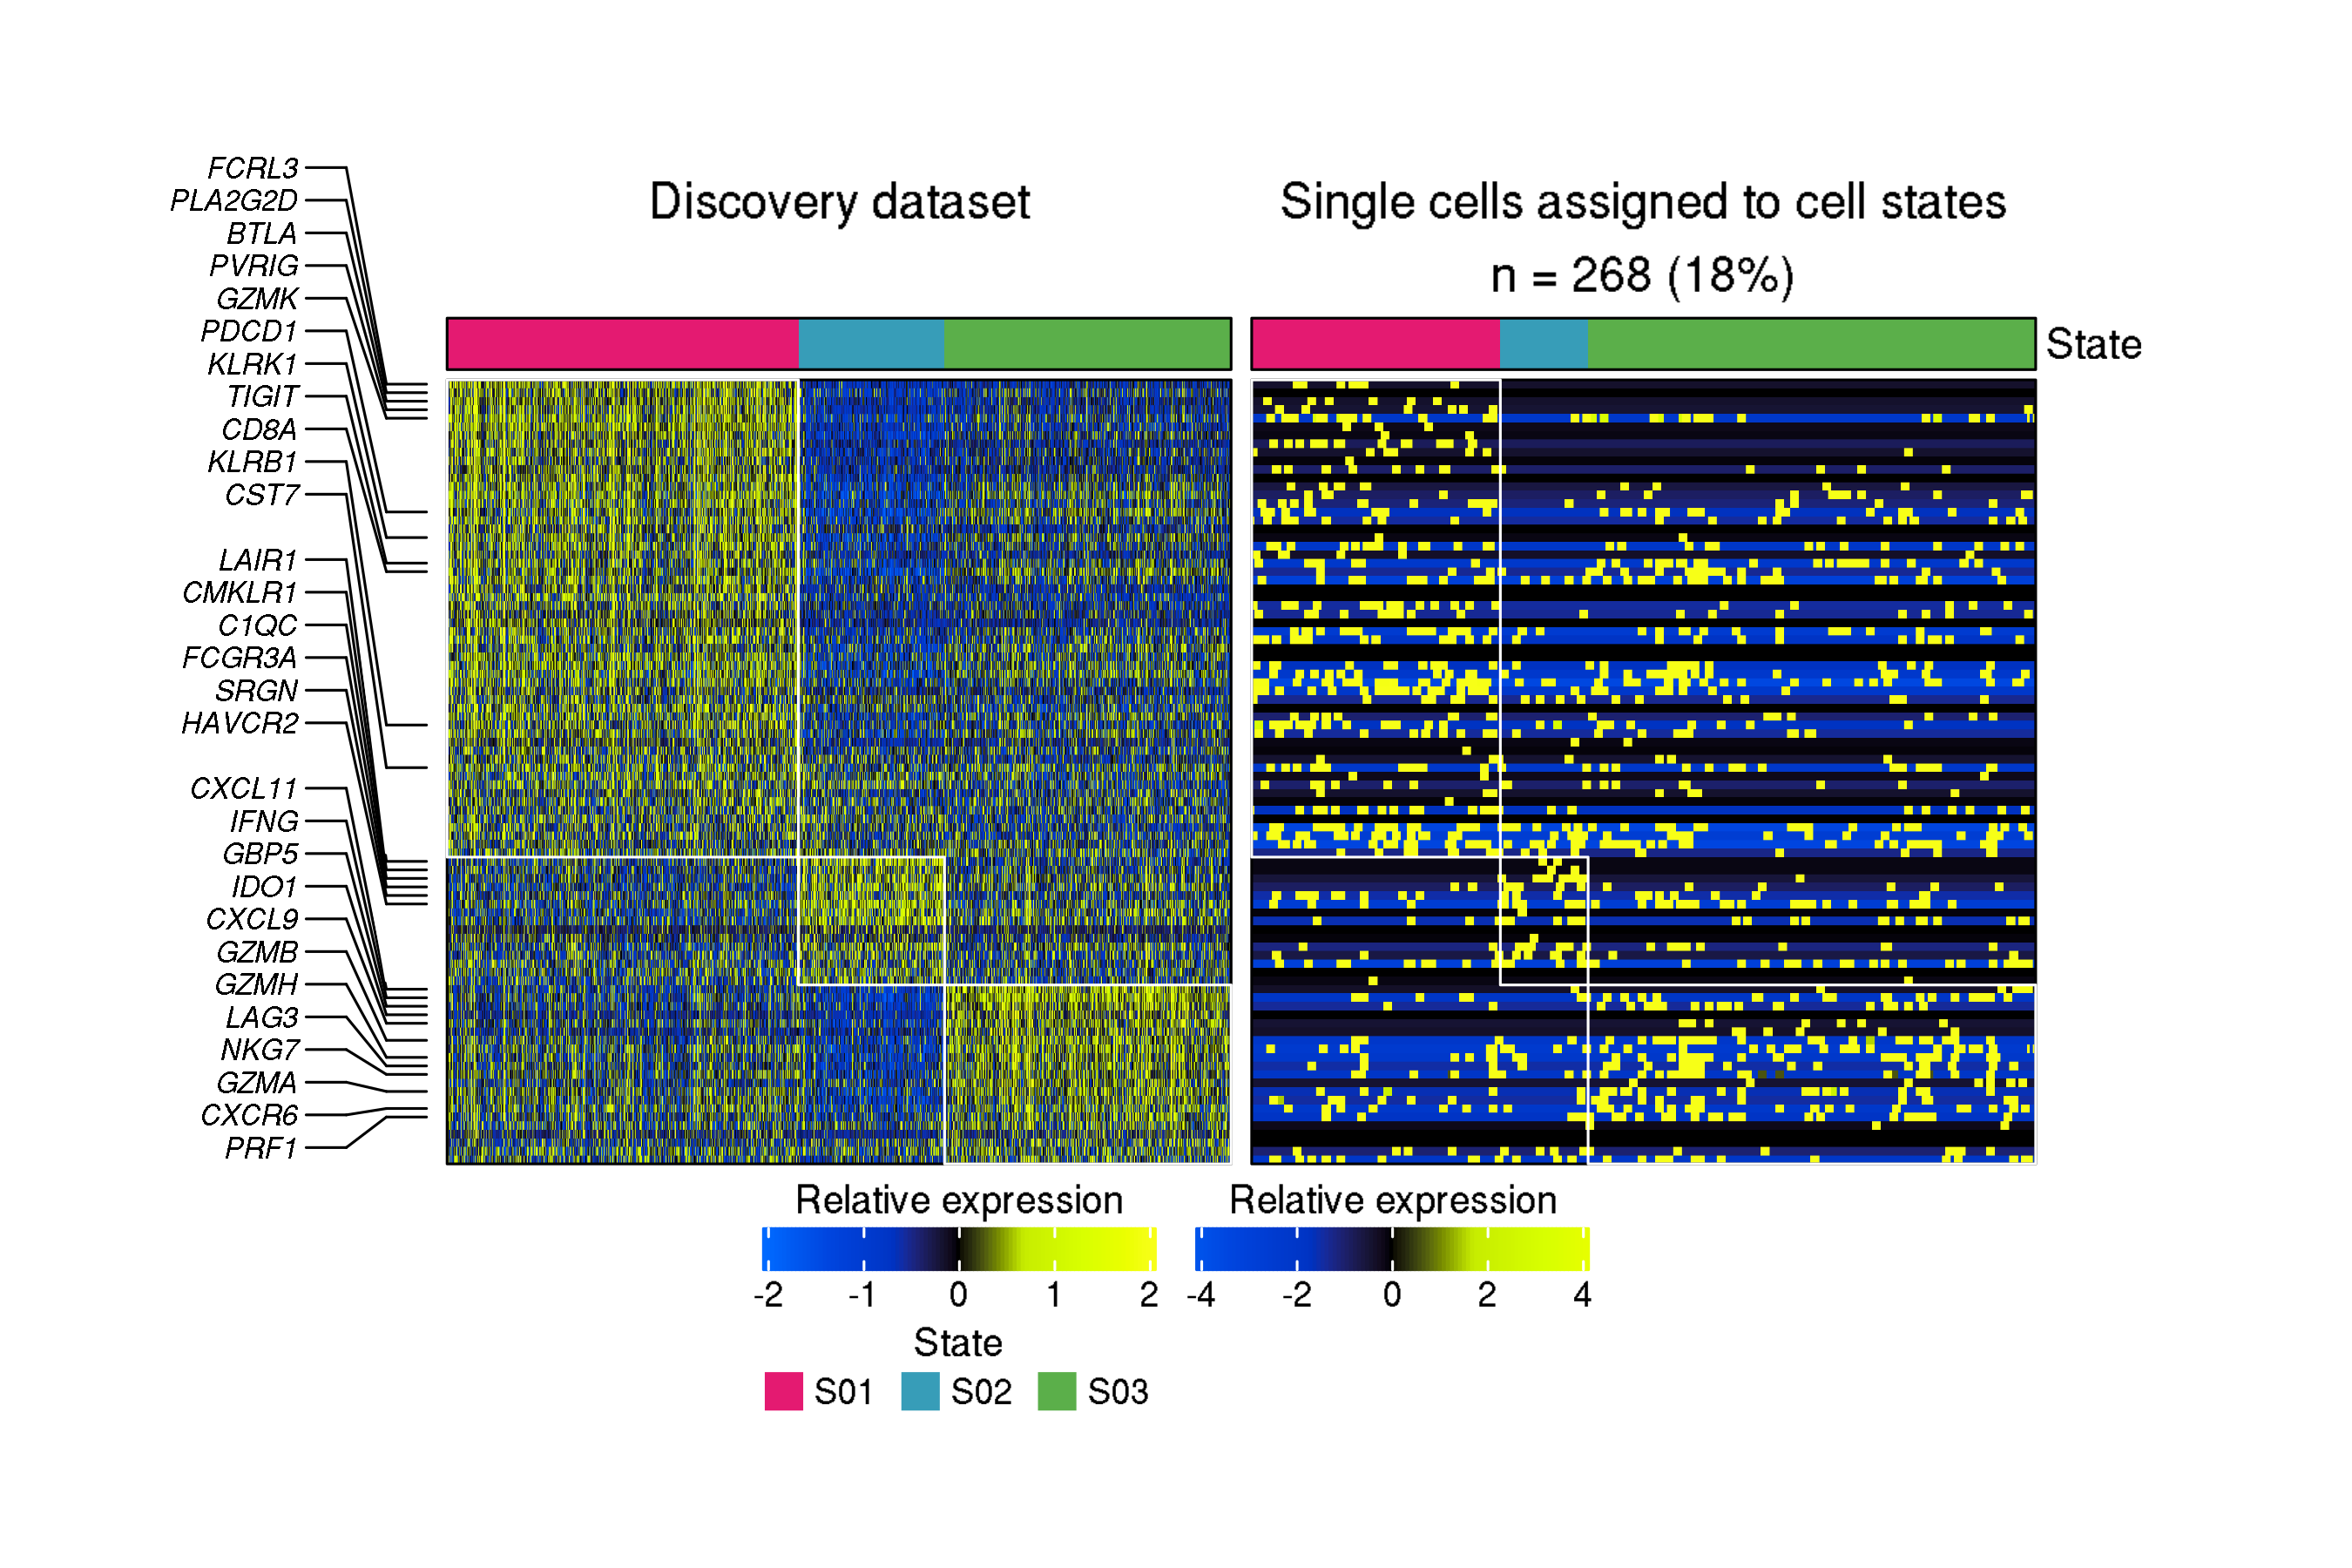 FCRL3
PLA2G2D
BTLA
PVRIG
GZMK
PDCD1
KLRK1
TIGIT
CD8A
KLRB1
CST7
LAIR1
CMKLR1
C1QC
FCGR3A
SRGN
HAVCR2
CXCL11
IFNG
GBP5
IDO1
CXCL9
GZMB
GZMH
LAG3
NKG7
GZMA
CXCR6
PRF1
Discovery dataset
Single cells assigned to cell states
n = 268 (18%)
State
Relative expression
-2 -1 0 1 2
Relative expression
-4 -2 0 2 4
State
S01 S02 S03